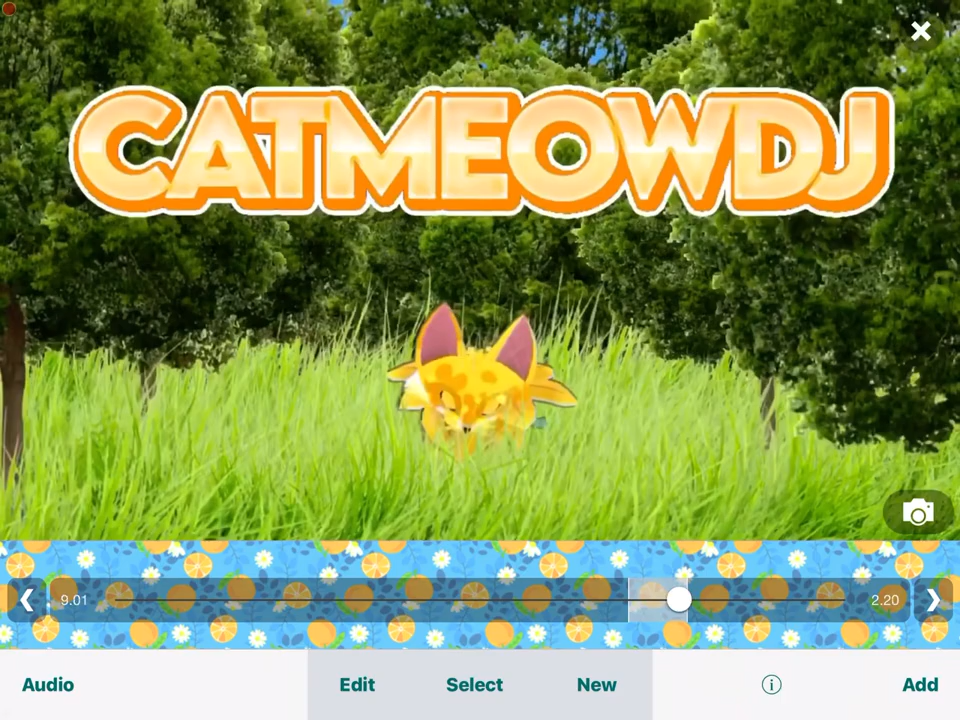 CATMEOWDJ
9.01
2.20
Audio
Edit
Select
New
Add